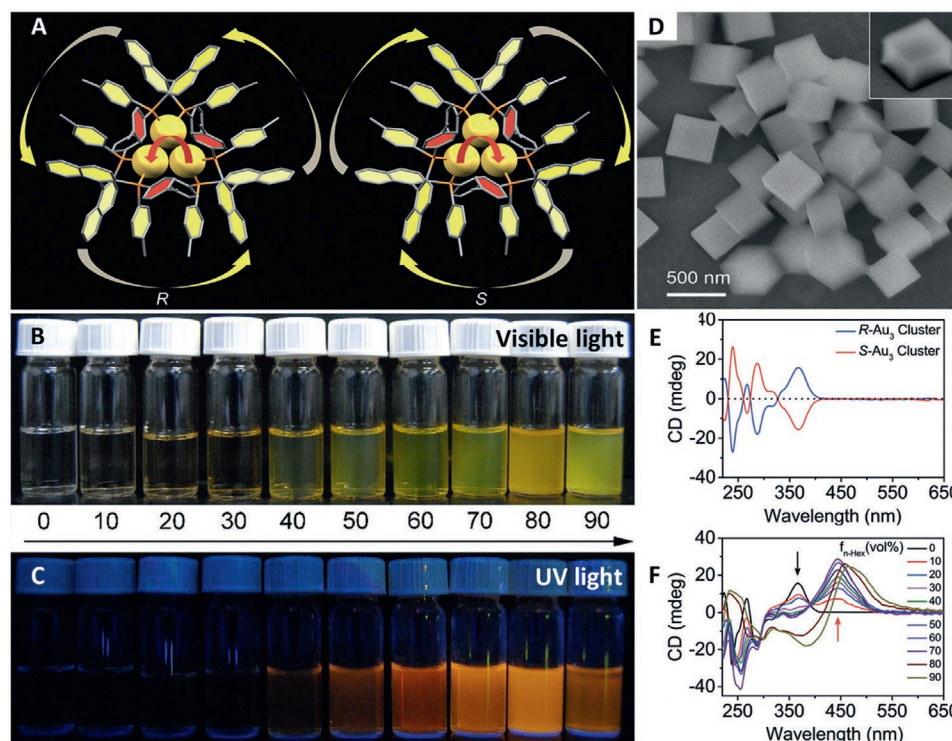 A
R
S
B
Visible light
0 10 20 30 40 50 60 70 80 90
C
UV light
D
500 nm
E
R-Au₃ Cluster
S-Au₃ Cluster
40
20
0
-20
-40
CD (mdeg)
250 350 450 550 650
Wavelength (nm)
F
fn-Hex(vol%)
0
10
20
30
40
50
60
70
80
90
40
20
0
-20
-40
CD (mdeg)
250 350 450 550 650
Wavelength (nm)